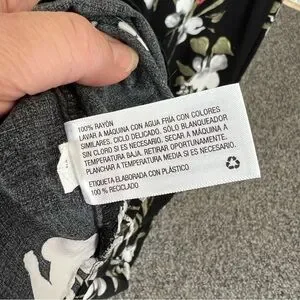 100% RAYÓN
LAVAR A MÁQUINA CON AGUA FRÍA CON COLORES
SIMILARES. CICLO DELICADO. SÓLO BLANQUEADOR
SIN CLORO SI ES NECESARIO. SECAR A MÁQUINA A
TEMPERATURA BAJA, RETIRAR OPORTUNAMENTE.
PLANCHAR A TEMPERATURA MEDIA SI ES NECESARIO.
ETIQUETA ELABORADA CON PLÁSTICO
100 % RECICLADO